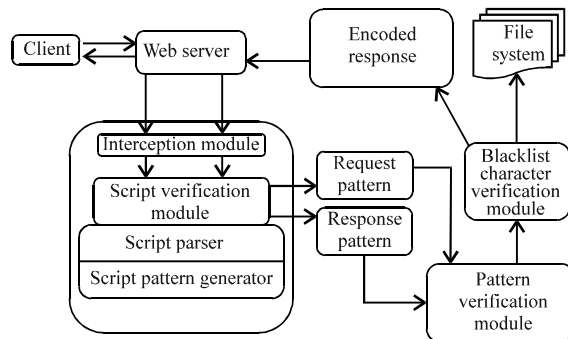 Client
Web server
Encoded
response
File
system
Interception module
Script verification
module
Script parser
Script pattern generator
Request
pattern
Response
pattern
Blacklist
character
verification
module
Pattern
verification
module